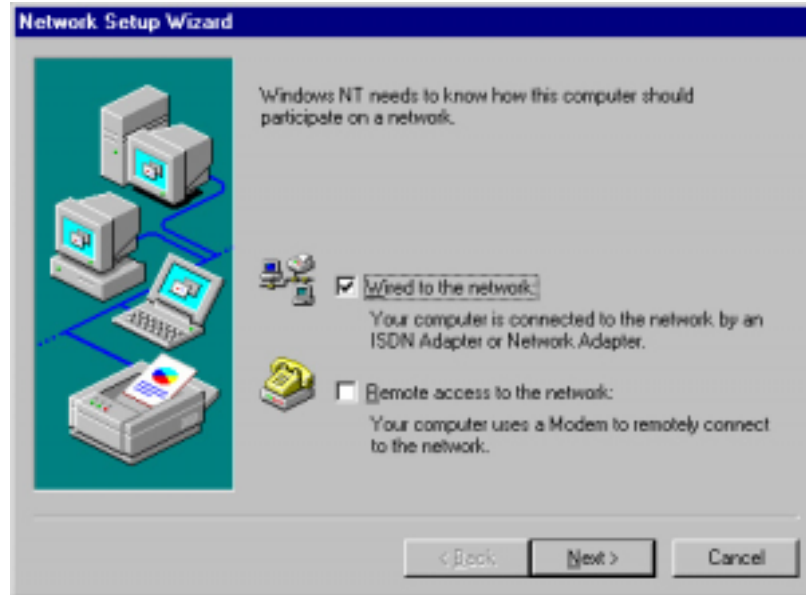 Network Setup Wizard
Windows NT needs to know how this computer should
participate on a network.
Wired to the network:
Your computer is connected to the network by an
ISDN Adapter or Network Adapter.
Remote access to the network:
Your computer uses a Modem to remotely connect
to the network.
< Back
Next >
Cancel